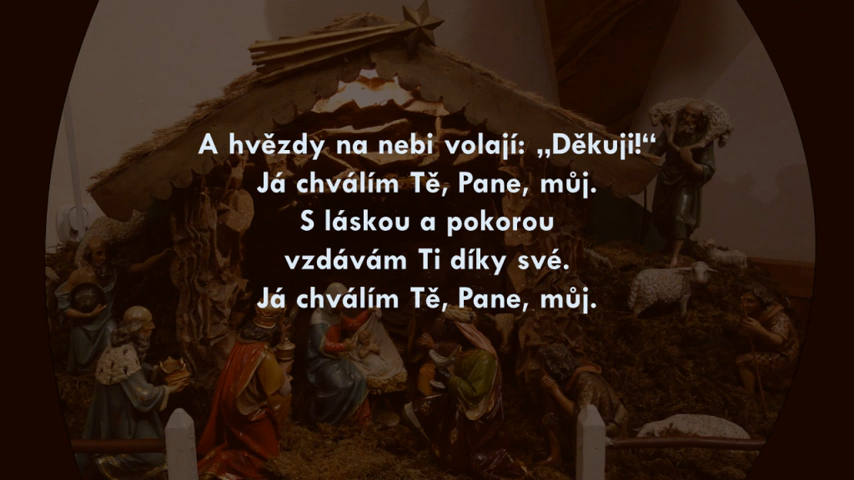 A hvězdy na nebi volají: „Děkuji!“
Já chválím Tě, Pane, můj.
S láskou a pokorou
vzdávám Ti díky své.
Já chválím Tě, Pane, můj.